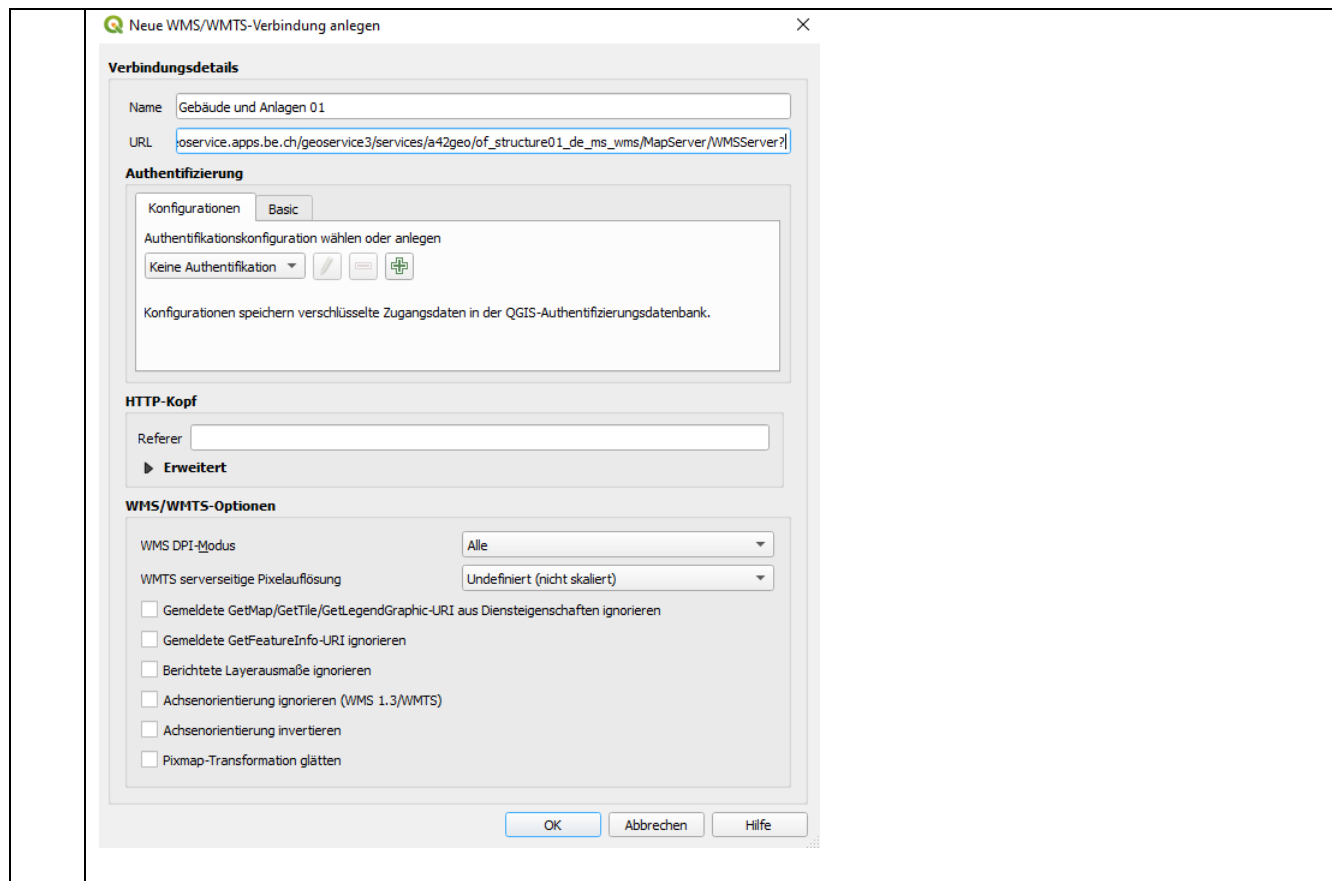 Neue WMS/WMTS-Verbindung anlegen
Verbindungsdetails
Name Gebäude und Anlagen 01
URL eoservice.apps.be.ch/geoservice3/services/a42geo/of_structure01_de_ms_wms/MapServer/WMSServer?
Authentifizierung
Konfigurationen Basic
Authentifikationskonfiguration wählen oder anlegen
Keine Authentifikation
Konfigurationen speichern verschlüsselte Zugangsdaten in der QGIS-Authentifizierungsdatenbank.
HTTP-Kopf
Referer
Erweitert
WMS/WMTS-Optionen
WMS DPI-Modus Alle
WMTS serverseitige Pixelauflösung Undefiniert (nicht skaliert)
Gemeldete GetMap/GetTile/GetLegendGraphic-URI aus Diensteigenschaften ignorieren
Gemeldete GetFeatureInfo-URI ignorieren
Berichtete Layerausmaße ignorieren
Achsenorientierung ignorieren (WMS 1.3/WMTS)
Achsenorientierung invertieren
Pixmap-Transformation glätten
OK Abbrechen Hilfe